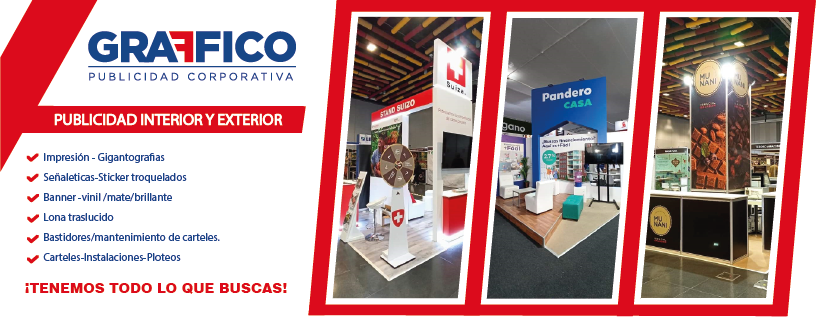 GRAFFICO
PUBLICIDAD CORPORATIVA
PUBLICIDAD INTERIOR Y EXTERIOR
Impresión - Gigantografias
Señaleticas-Sticker troquelados
Banner -vinil /mate/brillante
Lona traslucido
Bastidores/mantenimiento de carteles.
Carteles-Instalaciones-Ploteos
¡TENEMOS TODO LO QUE BUSCAS!
Suiza.
STAND SUIZO
Pandero
CASA
gano
MU
NANI
MU
NANI